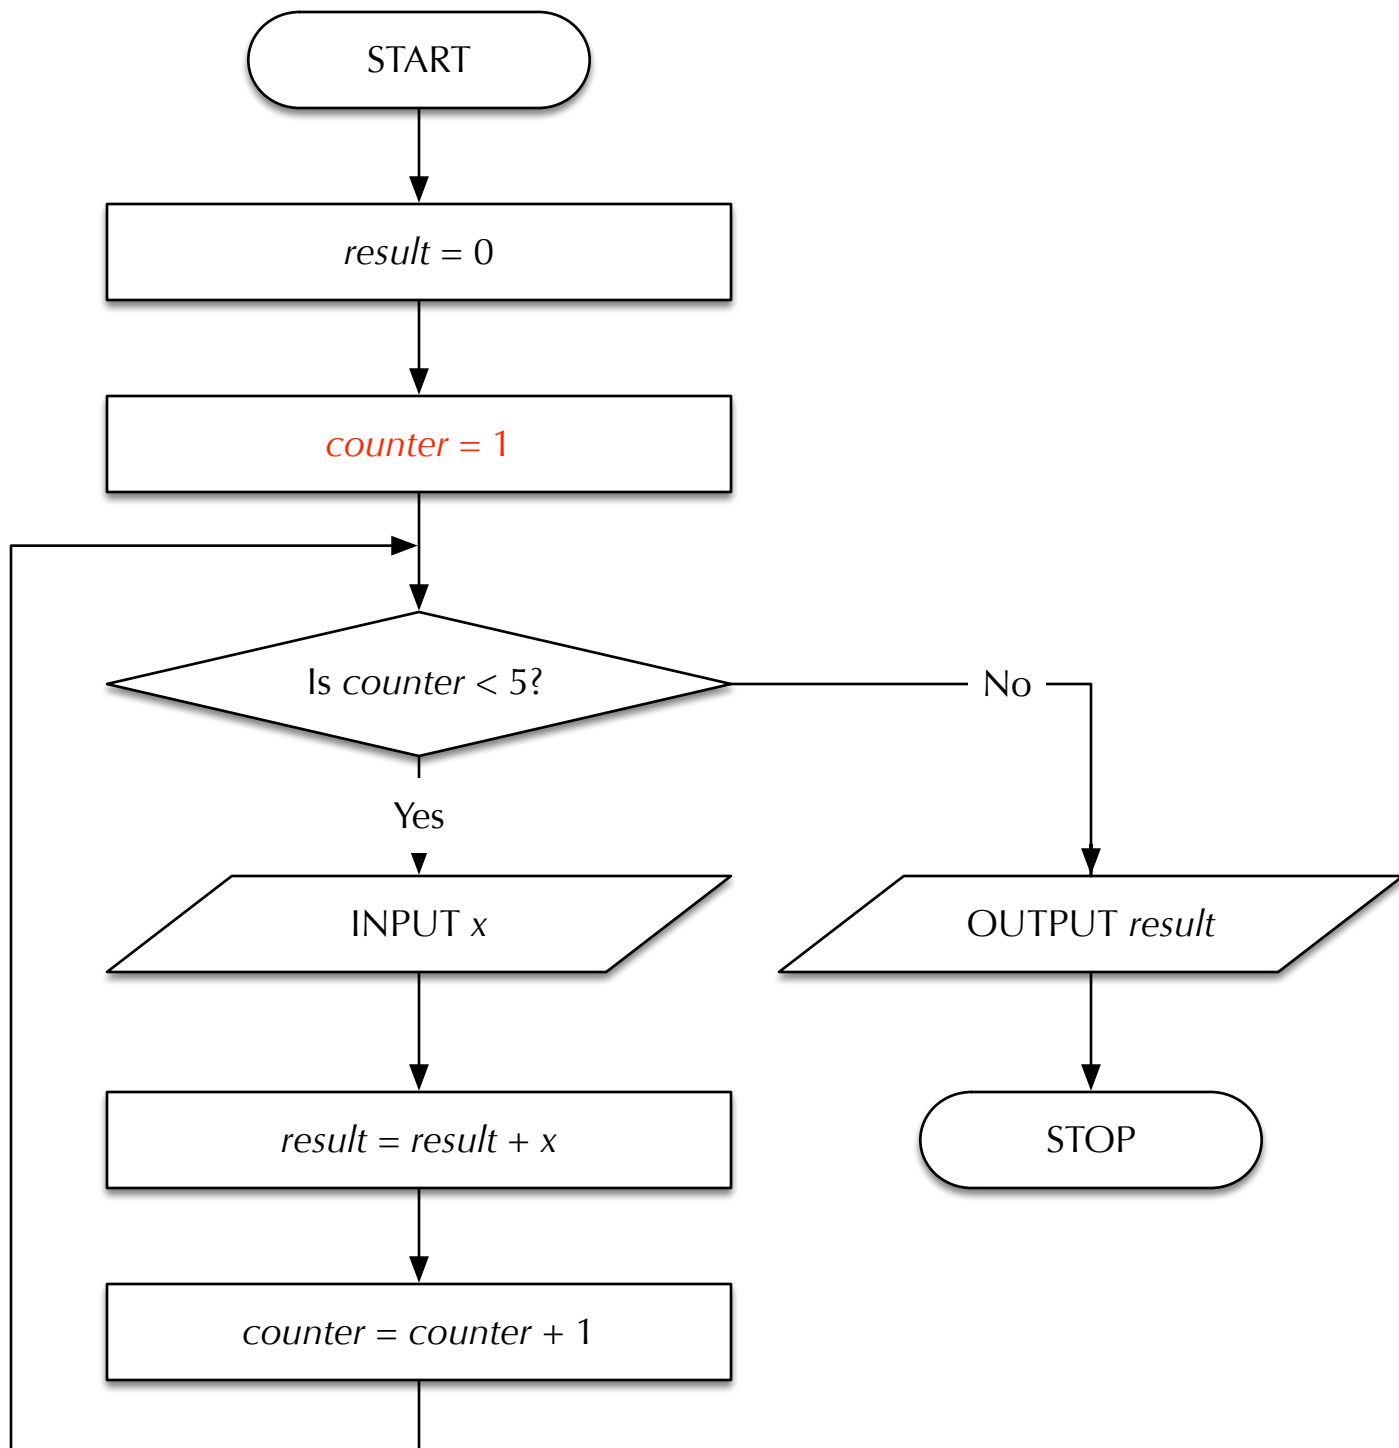 START
result = 0
counter = 1
Is counter < 5?
No
Yes
INPUT x
OUTPUT result
result = result + x
STOP
counter = counter + 1